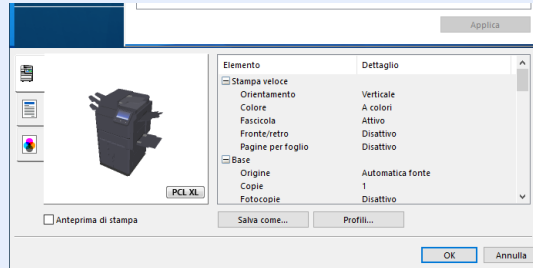 Applica
Elemento Dettaglio
Stampa veloce
Orientamento Verticale
Colore A colori
Fascicola Attivo
Fronte/retro Disattivo
Pagine per foglio Disattivo
Base
Origine Automatica fonte
Copie 1
Fotocopie Disattivo
PCL XL
Anteprima di stampa Salva come... Profili...
OK Annulla